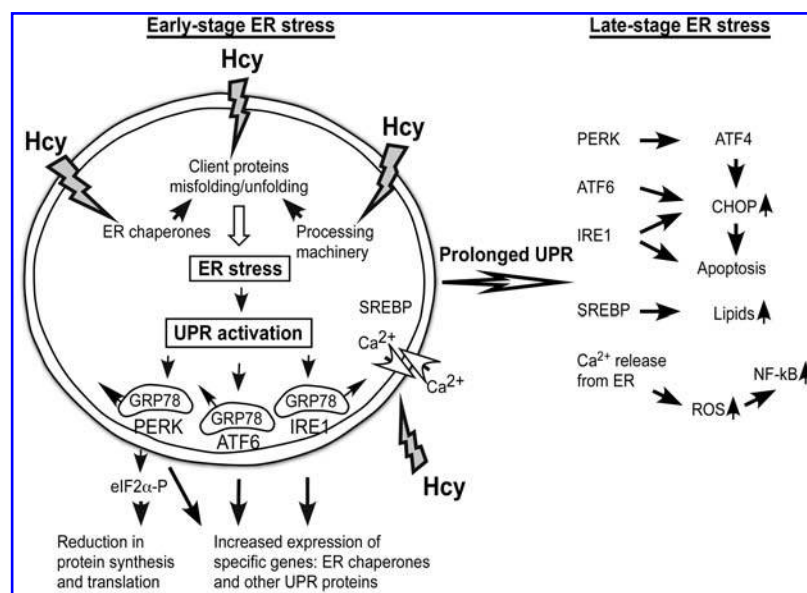 Early-stage ER stress
Hcy
Hcy
Hcy
Client proteins
misfolding/unfolding
ER chaperones
Processing
machinery
ER stress
UPR activation
SREBP
Ca2+
Ca2+
GRP78
PERK
GRP78
ATF6
GRP78
IRE1
Hcy
eIF2α-P
Reduction in
protein synthesis
and translation
Increased expression of
specific genes: ER chaperones
and other UPR proteins
Prolonged UPR
Late-stage ER stress
PERK
ATF4
ATF6
CHOP
IRE1
Apoptosis
SREBP
Lipids
Ca2+ release
from ER
ROS
NF-kB